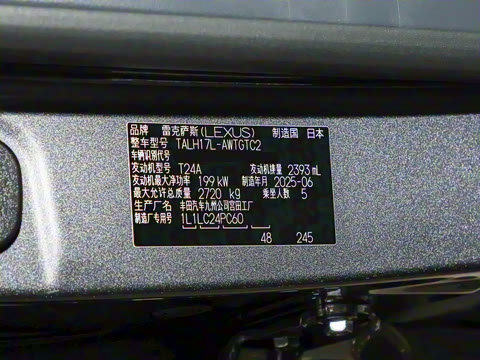 品牌 雷克萨斯(LEXUS) 制造国 日本
整车型号 TALH17L-AWTGTC2
车辆识别代号
发动机型号 T24A 发动机排量 2393 mL
发动机最大净功率 199 kW 制造年月 2025-06
最大允许总质量 2720 kg 乘坐人数 5
生产厂名 丰田汽车九州公司宫田工厂
制造厂专用号 1L1LC24PC60
48 245